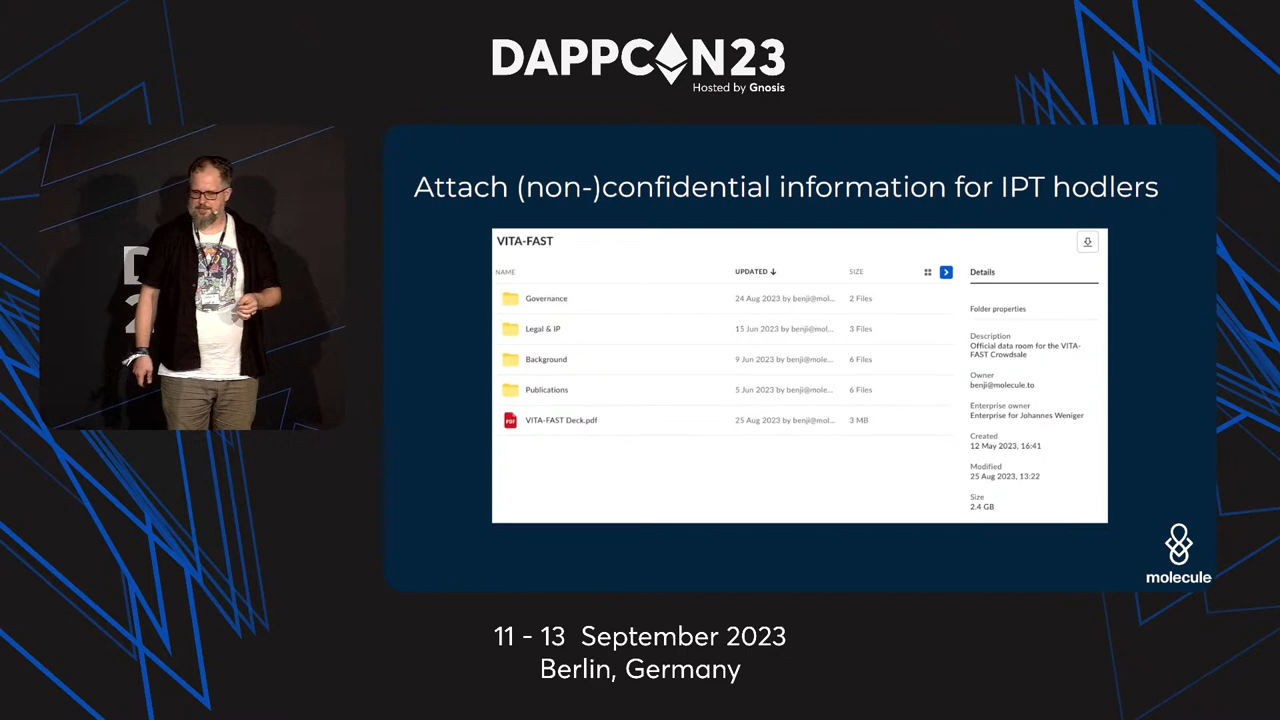 DAPPCON23
Hosted by Gnosis
Attach (non-)confidential information for IPT hodlers
VITA-FAST
NAME UPDATED SIZE
Details
Governance 24 Aug 2023 by benji@mol... 2 Files
Folder properties
Legal & IP 15 Jun 2023 by benji@mol... 3 Files
Description
Official data room for the VITA-
FAST Crowdsale
Background 9 Jun 2023 by benji@mole... 6 Files
Owner
benji@molecule.to
Publications 5 Jun 2023 by benji@mole... 6 Files
Enterprise owner
Enterprise for Johannes Weniger
PDF VITA-FAST Deck.pdf 25 Aug 2023 by benji@mol... 3 MB
Created
12 May 2023, 16:41
Modified
25 Aug 2023, 13:22
Size
2.4 GB
molecule
11 - 13 September 2023
Berlin, Germany